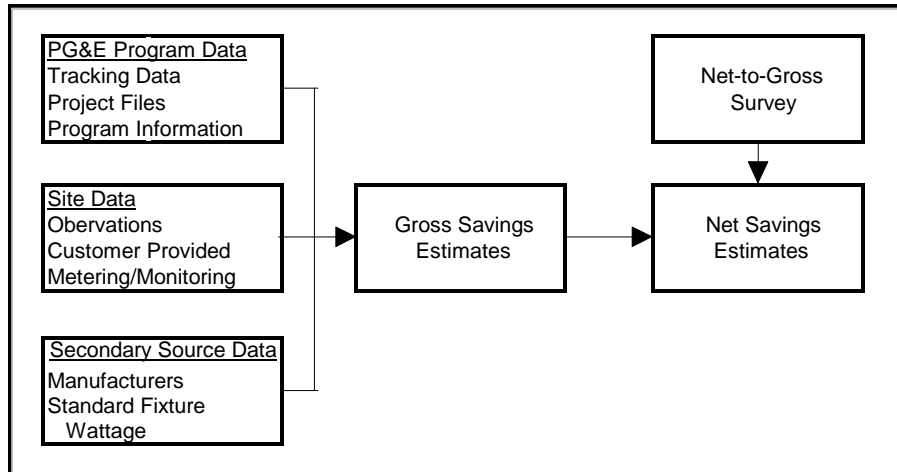 PG&E Program Data
Tracking Data
Project Files
Program Information
Net-to-Gross
Survey
Site Data
Obervations
Customer Provided
Metering/Monitoring
Gross Savings
Estimates
Net Savings
Estimates
Secondary Source Data
Manufacturers
Standard Fixture
Wattage